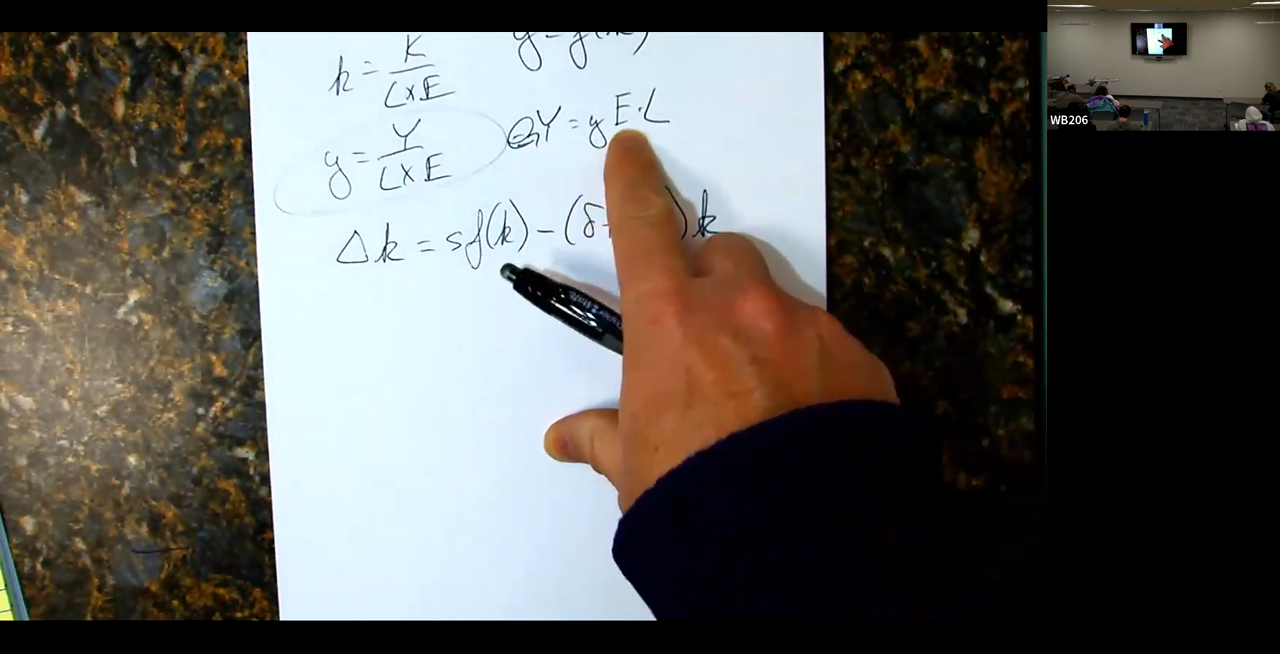 k = K / L×E
y = f(k)
y = Y / L×E
Y = y E·L
Δk = sf(k) - (δ+ )k
WB206